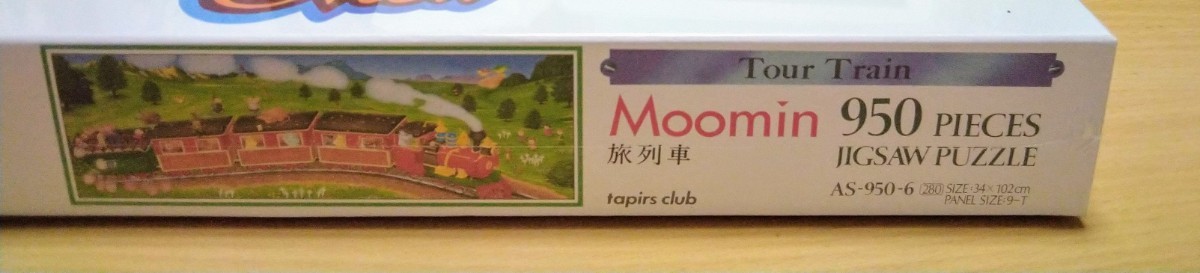 Tour Train
Moomin 950 PIECES
旅列車 JIGSAW PUZZLE
tapirs club AS-950-6 (280) SIZE:34×102cm
PANEL SIZE:9-T